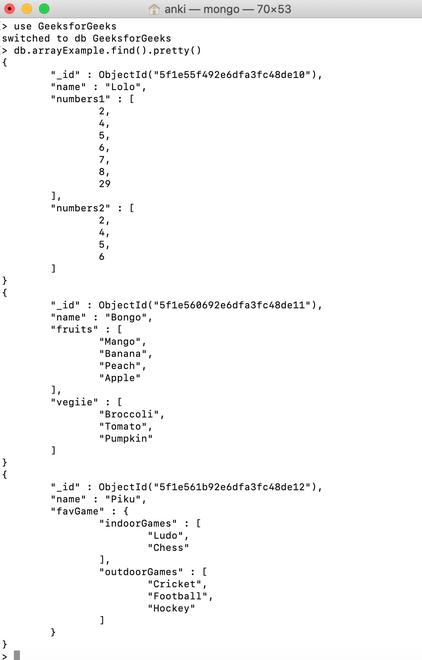 anki — mongo — 70×53
> use GeeksforGeeks
switched to db GeeksforGeeks
> db.arrayExample.find().pretty()
{
        "_id" : ObjectId("5f1e55f492e6dfa3fc48de10"),
        "name" : "Lolo",
        "numbers1" : [
                2,
                4,
                5,
                6,
                7,
                8,
                29
        ],
        "numbers2" : [
                2,
                4,
                5,
                6
        ]
}
{
        "_id" : ObjectId("5f1e560692e6dfa3fc48de11"),
        "name" : "Bongo",
        "fruits" : [
                "Mango",
                "Banana",
                "Peach",
                "Apple"
        ],
        "vegiie" : [
                "Broccoli",
                "Tomato",
                "Pumpkin"
        ]
}
{
        "_id" : ObjectId("5f1e561b92e6dfa3fc48de12"),
        "name" : "Piku",
        "favGame" : {
                "indoorGames" : [
                        "Ludo",
                        "Chess"
                ],
                "outdoorGames" : [
                        "Cricket",
                        "Football",
                        "Hockey"
                ]
        }
}
>